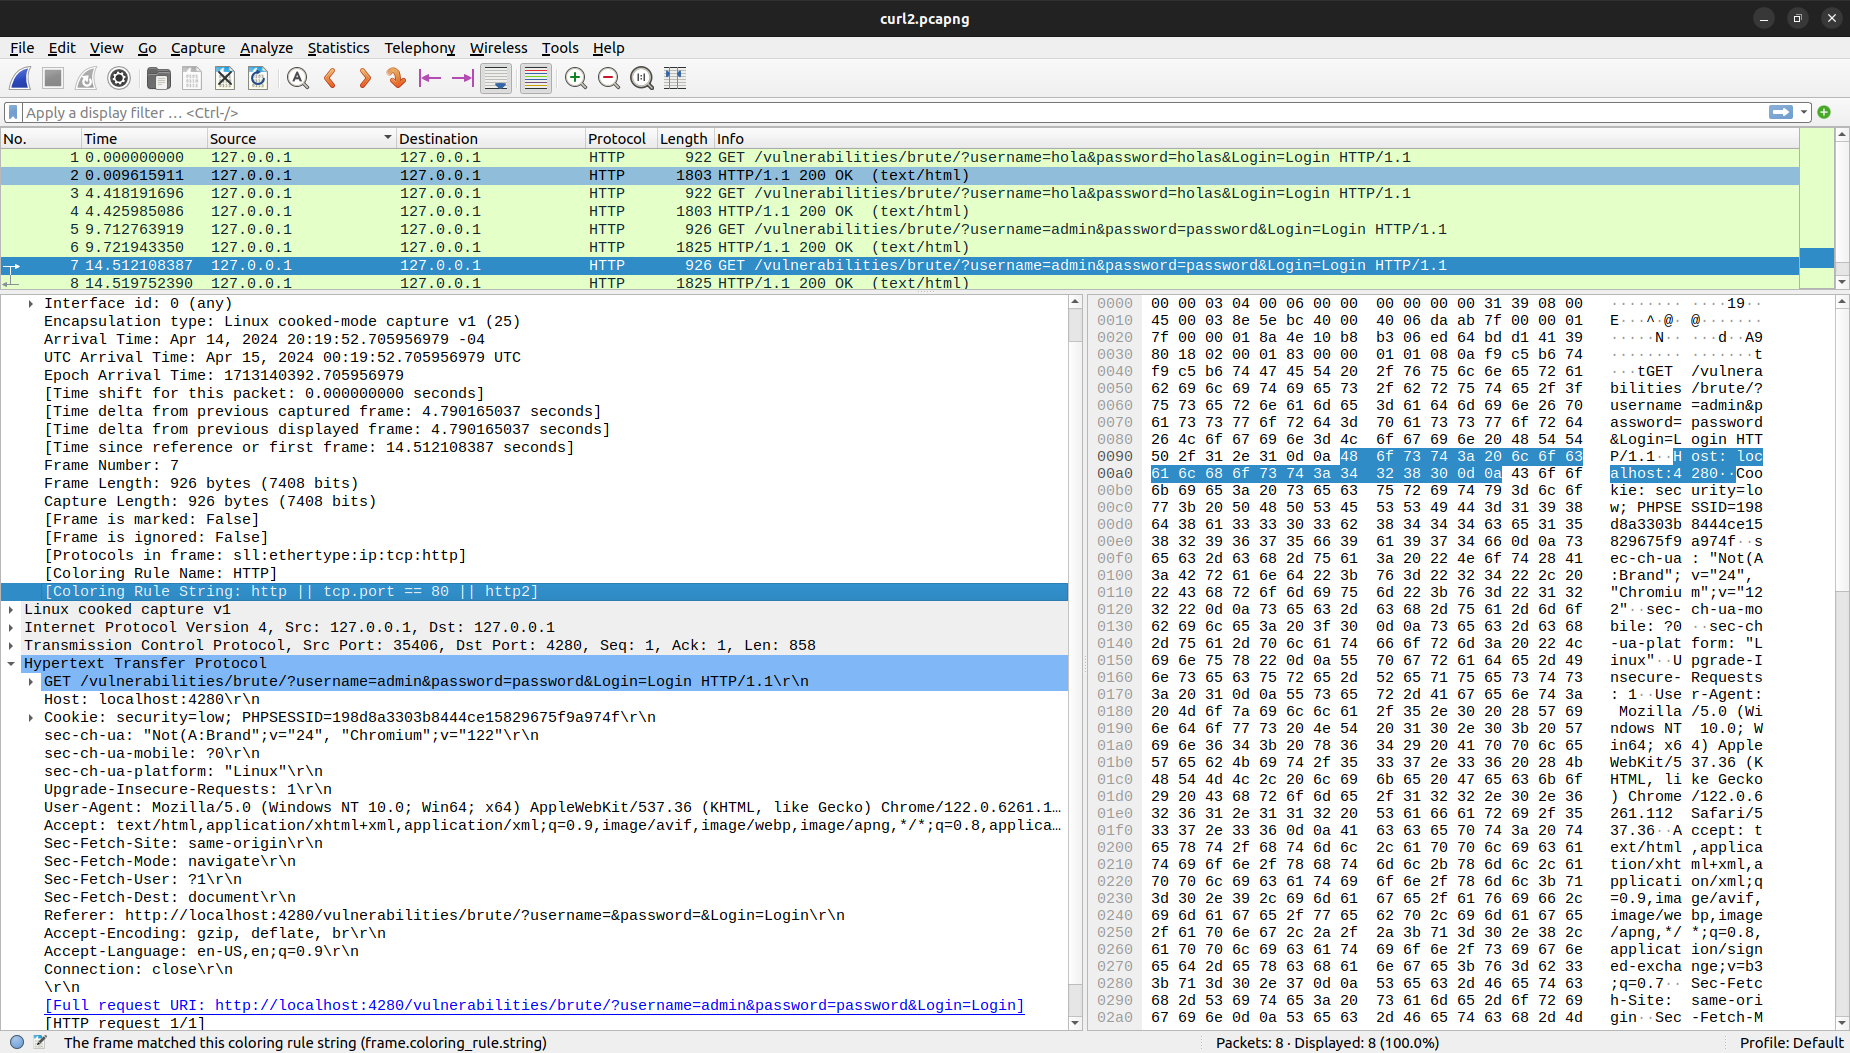 curl2.pcapng
File Edit View Go Capture Analyze Statistics Telephony Wireless Tools Help
Apply a display filter … <Ctrl-/>
No. Time Source Destination Protocol Length Info
1 0.000000000 127.0.0.1 127.0.0.1 HTTP 922 GET /vulnerabilities/brute/?username=hola&password=holas&Login=Login HTTP/1.1
2 0.009615911 127.0.0.1 127.0.0.1 HTTP 1803 HTTP/1.1 200 OK  (text/html)
3 4.418191696 127.0.0.1 127.0.0.1 HTTP 922 GET /vulnerabilities/brute/?username=hola&password=holas&Login=Login HTTP/1.1
4 4.425985086 127.0.0.1 127.0.0.1 HTTP 1803 HTTP/1.1 200 OK  (text/html)
5 9.712763919 127.0.0.1 127.0.0.1 HTTP 926 GET /vulnerabilities/brute/?username=admin&password=password&Login=Login HTTP/1.1
6 9.721943350 127.0.0.1 127.0.0.1 HTTP 1825 HTTP/1.1 200 OK  (text/html)
7 14.512108387 127.0.0.1 127.0.0.1 HTTP 926 GET /vulnerabilities/brute/?username=admin&password=password&Login=Login HTTP/1.1
8 14.519752390 127.0.0.1 127.0.0.1 HTTP 1825 HTTP/1.1 200 OK  (text/html)
Interface id: 0 (any)
Encapsulation type: Linux cooked-mode capture v1 (25)
Arrival Time: Apr 14, 2024 20:19:52.705956979 -04
UTC Arrival Time: Apr 15, 2024 00:19:52.705956979 UTC
Epoch Arrival Time: 1713140392.705956979
[Time shift for this packet: 0.000000000 seconds]
[Time delta from previous captured frame: 4.790165037 seconds]
[Time delta from previous displayed frame: 4.790165037 seconds]
[Time since reference or first frame: 14.512108387 seconds]
Frame Number: 7
Frame Length: 926 bytes (7408 bits)
Capture Length: 926 bytes (7408 bits)
[Frame is marked: False]
[Frame is ignored: False]
[Protocols in frame: sll:ethertype:ip:tcp:http]
[Coloring Rule Name: HTTP]
[Coloring Rule String: http || tcp.port == 80 || http2]
Linux cooked capture v1
Internet Protocol Version 4, Src: 127.0.0.1, Dst: 127.0.0.1
Transmission Control Protocol, Src Port: 35406, Dst Port: 4280, Seq: 1, Ack: 1, Len: 858
Hypertext Transfer Protocol
GET /vulnerabilities/brute/?username=admin&password=password&Login=Login HTTP/1.1\r\n
Host: localhost:4280\r\n
Cookie: security=low; PHPSESSID=198d8a3303b8444ce15829675f9a974f\r\n
sec-ch-ua: "Not(A:Brand";v="24", "Chromium";v="122"\r\n
sec-ch-ua-mobile: ?0\r\n
sec-ch-ua-platform: "Linux"\r\n
Upgrade-Insecure-Requests: 1\r\n
User-Agent: Mozilla/5.0 (Windows NT 10.0; Win64; x64) AppleWebKit/537.36 (KHTML, like Gecko) Chrome/122.0.6261.1…
Accept: text/html,application/xhtml+xml,application/xml;q=0.9,image/avif,image/webp,image/apng,*/*;q=0.8,applica…
Sec-Fetch-Site: same-origin\r\n
Sec-Fetch-Mode: navigate\r\n
Sec-Fetch-User: ?1\r\n
Sec-Fetch-Dest: document\r\n
Referer: http://localhost:4280/vulnerabilities/brute/?username=&password=&Login=Login\r\n
Accept-Encoding: gzip, deflate, br\r\n
Accept-Language: en-US,en;q=0.9\r\n
Connection: close\r\n
\r\n
[Full request URI: http://localhost:4280/vulnerabilities/brute/?username=admin&password=password&Login=Login]
[HTTP request 1/1]
0000 00 00 03 04 00 06 00 00 00 00 00 00 31 39 08 00 ········ ····19··
0010 45 00 03 8e 5e bc 40 00 40 06 da ab 7f 00 00 01 E···^·@· @·······
0020 7f 00 00 01 8a 4e 10 b8 b3 06 ed 64 bd d1 41 39 ·····N·· ···d··A9
0030 80 18 02 00 01 83 00 00 01 01 08 0a f9 c5 b6 74 ········ ·······t
0040 f9 c5 b6 74 47 45 54 20 2f 76 75 6c 6e 65 72 61 ···tGET  /vulnera
0050 62 69 6c 69 74 69 65 73 2f 62 72 75 74 65 2f 3f bilities /brute/?
0060 75 73 65 72 6e 61 6d 65 3d 61 64 6d 69 6e 26 70 username =admin&p
0070 61 73 73 77 6f 72 64 3d 70 61 73 73 77 6f 72 64 assword= password
0080 26 4c 6f 67 69 6e 3d 4c 6f 67 69 6e 20 48 54 54 &Login=L ogin HTT
0090 50 2f 31 2e 31 0d 0a 48 6f 73 74 3a 20 6c 6f 63 P/1.1··H ost: loc
00a0 61 6c 68 6f 73 74 3a 34 32 38 30 0d 0a 43 6f 6f alhost:4 280··Coo
00b0 6b 69 65 3a 20 73 65 63 75 72 69 74 79 3d 6c 6f kie: sec urity=lo
00c0 77 3b 20 50 48 50 53 45 53 53 49 44 3d 31 39 38 w; PHPSE SSID=198
00d0 64 38 61 33 33 30 33 62 38 34 34 34 63 65 31 35 d8a3303b 8444ce15
00e0 38 32 39 36 37 35 66 39 61 39 37 34 66 0d 0a 73 829675f9 a974f··s
00f0 65 63 2d 63 68 2d 75 61 3a 20 22 4e 6f 74 28 41 ec-ch-ua : "Not(A
0100 3a 42 72 61 6e 64 22 3b 76 3d 22 32 34 22 2c 20 :Brand"; v="24",
0110 22 43 68 72 6f 6d 69 75 6d 22 3b 76 3d 22 31 32 "Chromiu m";v="12
0120 32 22 0d 0a 73 65 63 2d 63 68 2d 75 61 2d 6d 6f 2"··sec- ch-ua-mo
0130 62 69 6c 65 3a 20 3f 30 0d 0a 73 65 63 2d 63 68 bile: ?0 ··sec-ch
0140 2d 75 61 2d 70 6c 61 74 66 6f 72 6d 3a 20 22 4c -ua-plat form: "L
0150 69 6e 75 78 22 0d 0a 55 70 67 72 61 64 65 2d 49 inux"··U pgrade-I
0160 6e 73 65 63 75 72 65 2d 52 65 71 75 65 73 74 73 nsecure- Requests
0170 3a 20 31 0d 0a 55 73 65 72 2d 41 67 65 6e 74 3a : 1··Use r-Agent:
0180 20 4d 6f 7a 69 6c 6c 61 2f 35 2e 30 20 28 57 69 Mozilla /5.0 (Wi
0190 6e 64 6f 77 73 20 4e 54 20 31 30 2e 30 3b 20 57 ndows NT  10.0; W
01a0 69 6e 36 34 3b 20 78 36 34 29 20 41 70 70 6c 65 in64; x6 4) Apple
01b0 57 65 62 4b 69 74 2f 35 33 37 2e 33 36 20 28 4b WebKit/5 37.36 (K
01c0 48 54 4d 4c 2c 20 6c 69 6b 65 20 47 65 63 6b 6f HTML, li ke Gecko
01d0 29 20 43 68 72 6f 6d 65 2f 31 32 32 2e 30 2e 36 ) Chrome /122.0.6
01e0 32 36 31 2e 31 31 32 20 53 61 66 61 72 69 2f 35 261.112  Safari/5
01f0 33 37 2e 33 36 0d 0a 41 63 63 65 70 74 3a 20 74 37.36··A ccept: t
0200 65 78 74 2f 68 74 6d 6c 2c 61 70 70 6c 69 63 61 ext/html ,applica
0210 74 69 6f 6e 2f 78 68 74 6d 6c 2b 78 6d 6c 2c 61 tion/xht ml+xml,a
0220 70 70 6c 69 63 61 74 69 6f 6e 2f 78 6d 6c 3b 71 pplicati on/xml;q
0230 3d 30 2e 39 2c 69 6d 61 67 65 2f 61 76 69 66 2c =0.9,ima ge/avif,
0240 69 6d 61 67 65 2f 77 65 62 70 2c 69 6d 61 67 65 image/we bp,image
0250 2f 61 70 6e 67 2c 2a 2f 2a 3b 71 3d 30 2e 38 2c /apng,*/ *;q=0.8,
0260 61 70 70 6c 69 63 61 74 69 6f 6e 2f 73 69 67 6e applicat ion/sign
0270 65 64 2d 65 78 63 68 61 6e 67 65 3b 76 3d 62 33 ed-excha nge;v=b3
0280 3b 71 3d 30 2e 37 0d 0a 53 65 63 2d 46 65 74 63 ;q=0.7·· Sec-Fetc
0290 68 2d 53 69 74 65 3a 20 73 61 6d 65 2d 6f 72 69 h-Site:  same-ori
02a0 67 69 6e 0d 0a 53 65 63 2d 46 65 74 63 68 2d 4d gin··Sec -Fetch-M
The frame matched this coloring rule string (frame.coloring_rule.string)
Packets: 8 · Displayed: 8 (100.0%)
Profile: Default